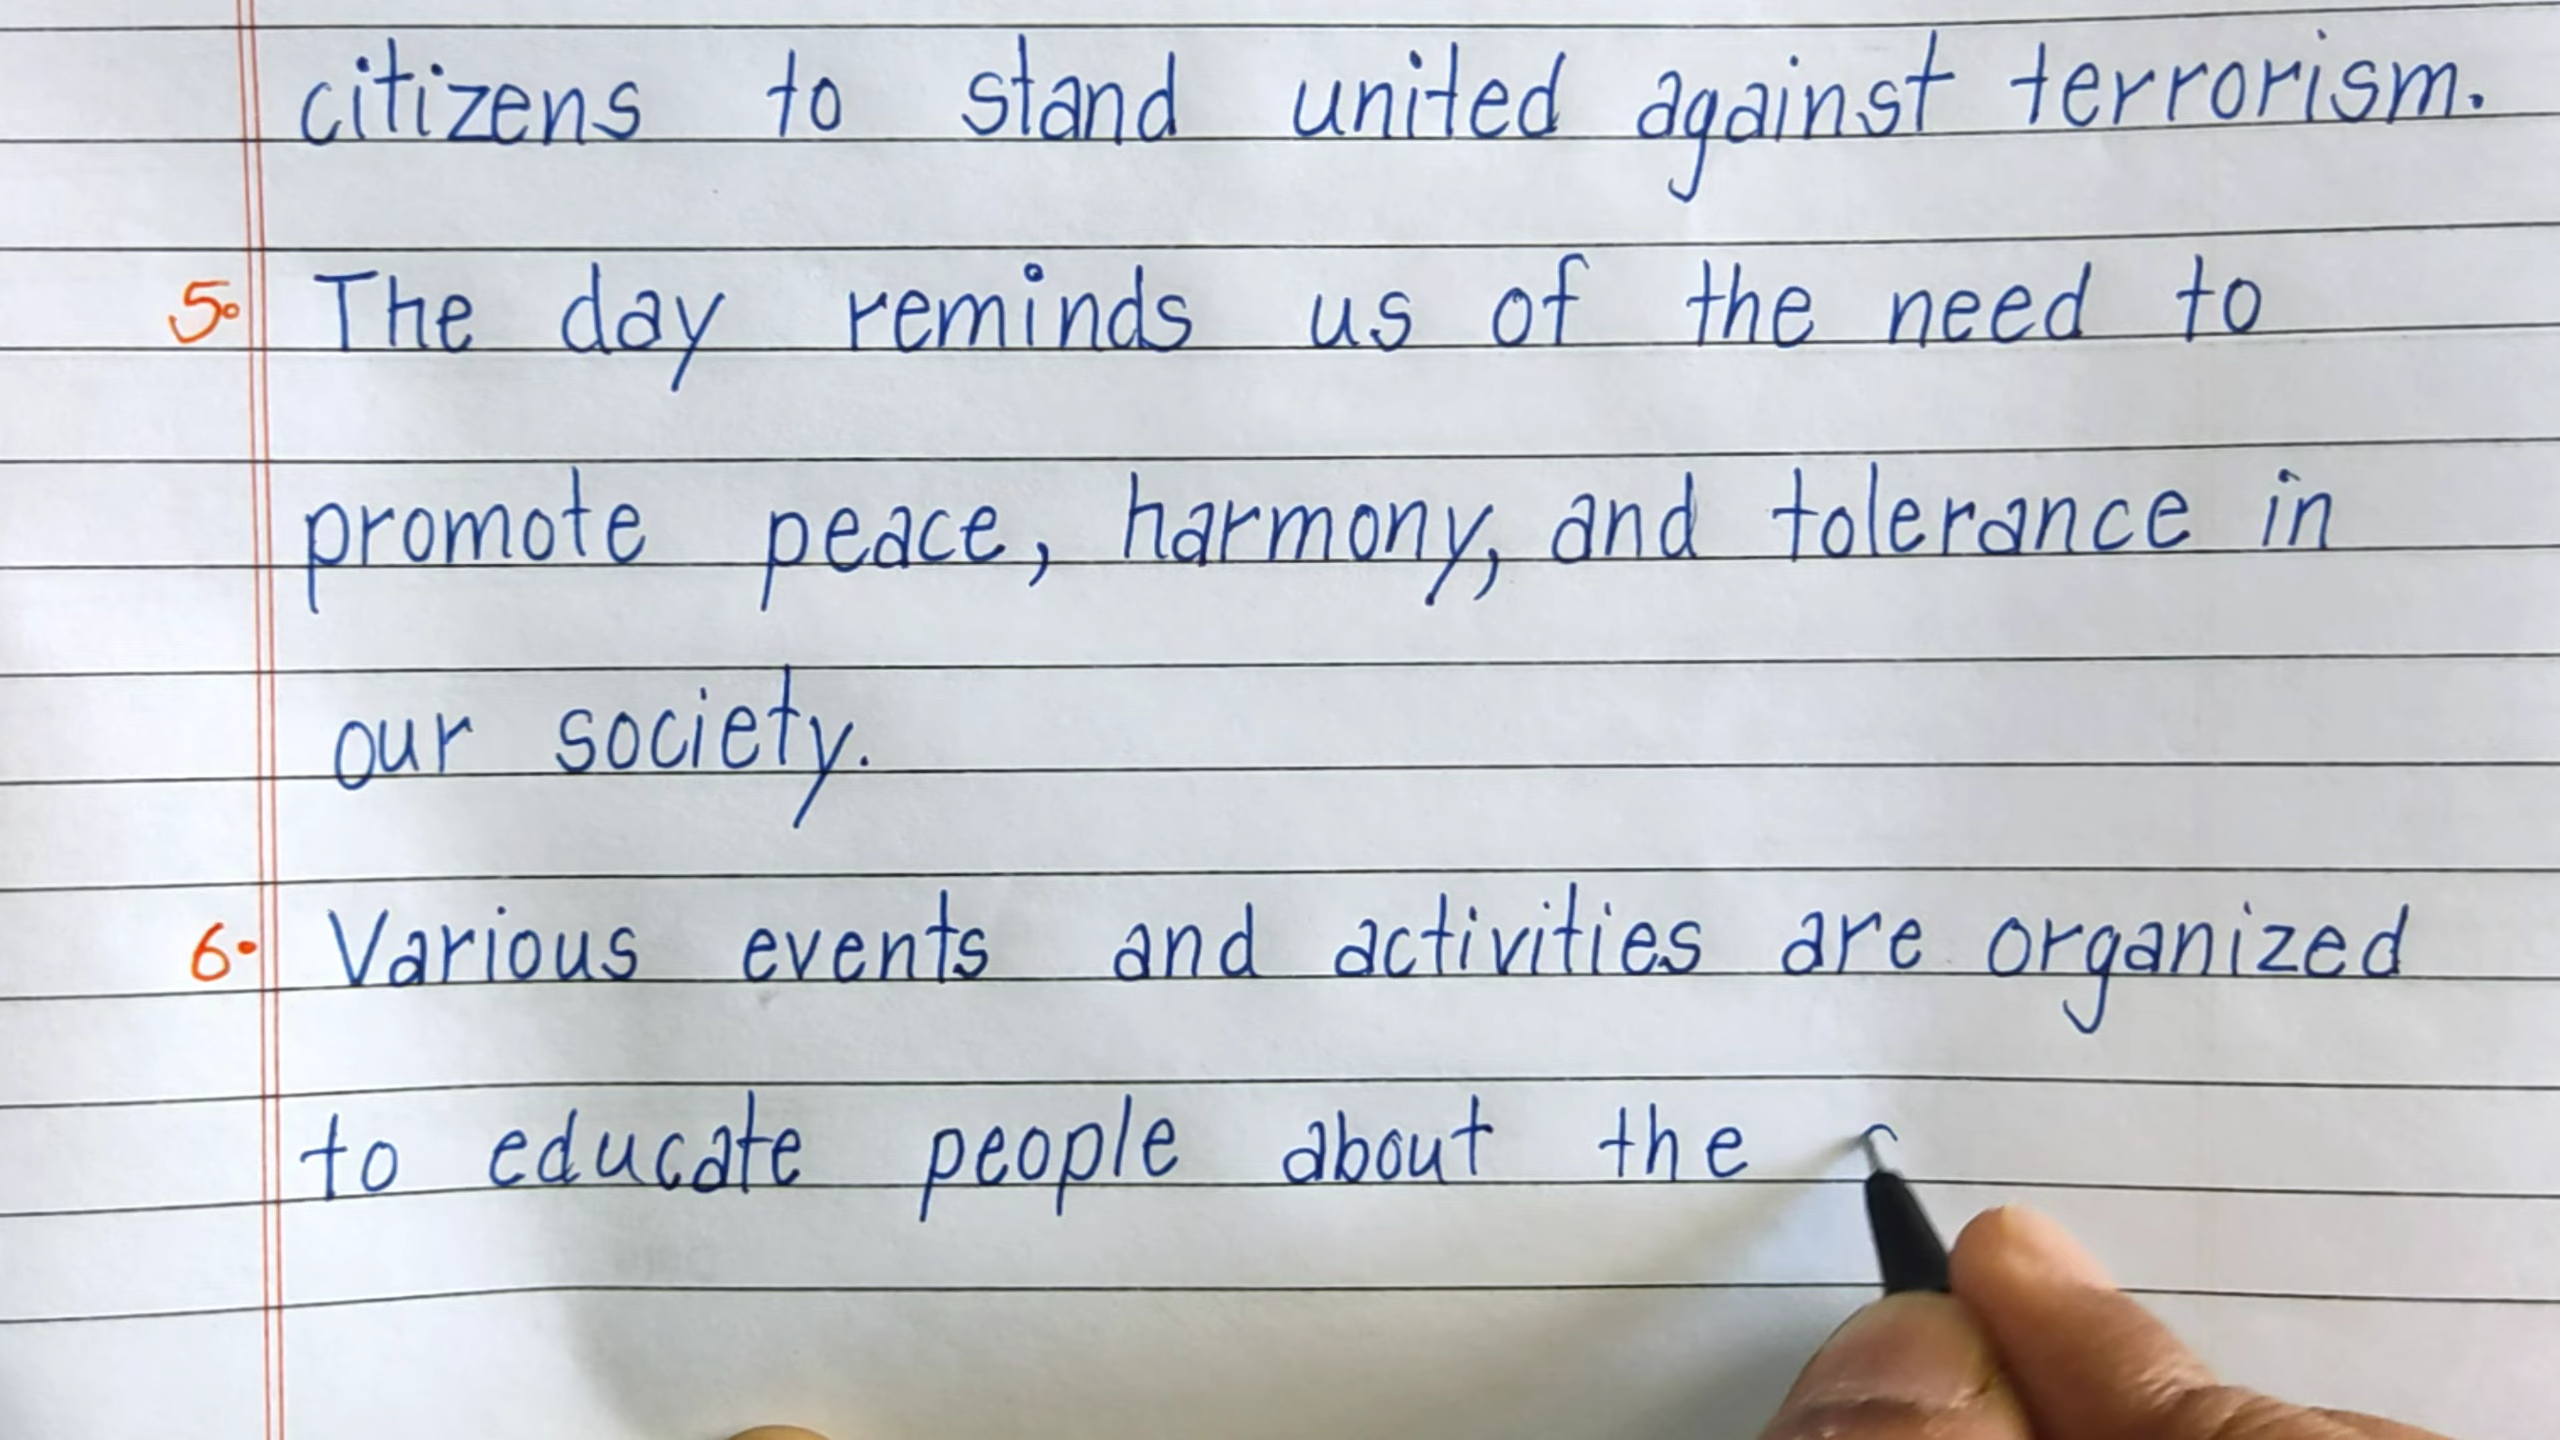 citizens to stand united against terrorism.
5. The day reminds us of the need to
promote peace, harmony, and tolerance in
our society.
6. Various events and activities are organized
to educate people about the